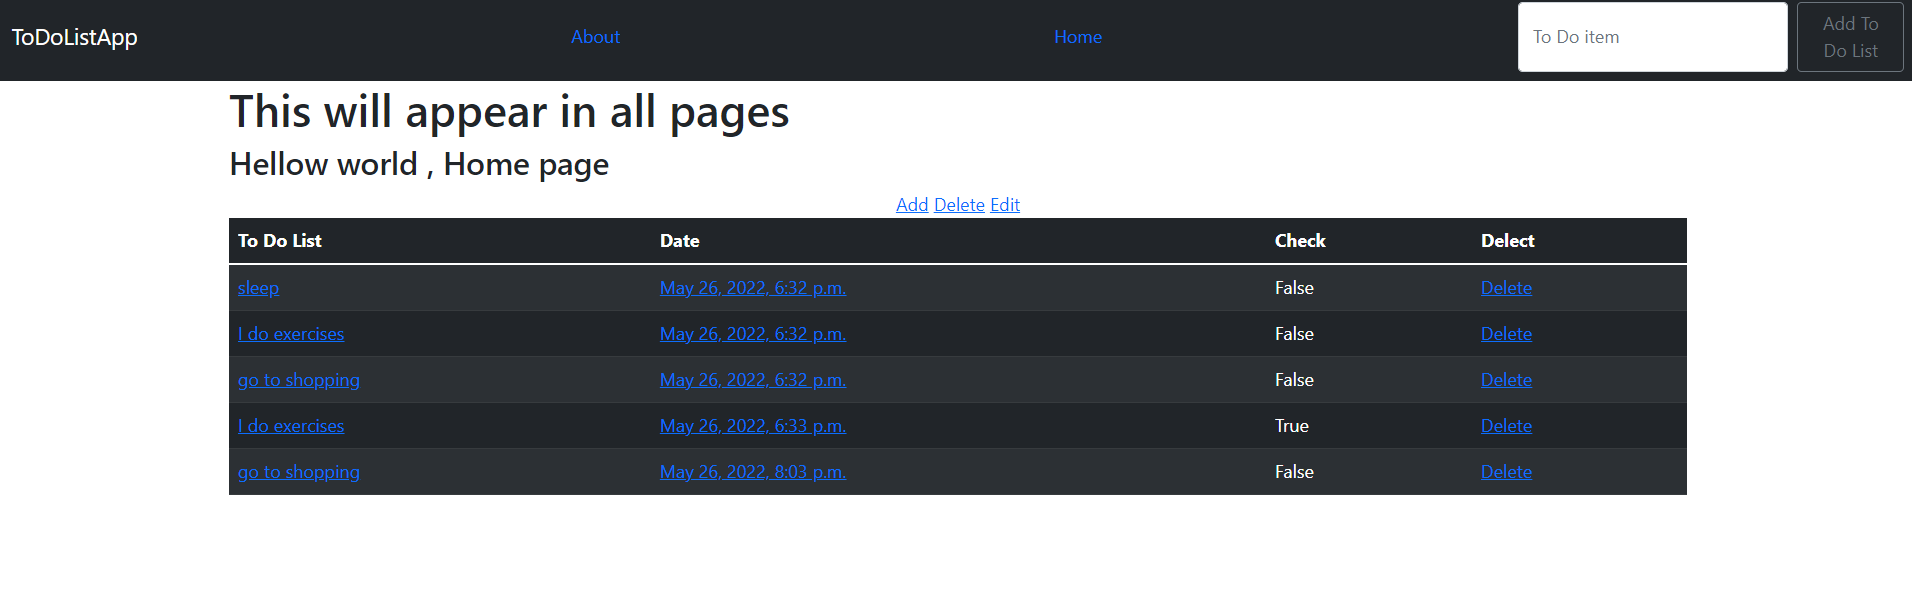 ToDoListApp About Home To Do item Add To
Do List
This will appear in all pages
Hellow world , Home page
Add Delete Edit
To Do List Date Check Delect
sleep May 26, 2022, 6:32 p.m. False Delete
I do exercises May 26, 2022, 6:32 p.m. False Delete
go to shopping May 26, 2022, 6:32 p.m. False Delete
I do exercises May 26, 2022, 6:33 p.m. True Delete
go to shopping May 26, 2022, 8:03 p.m. False Delete